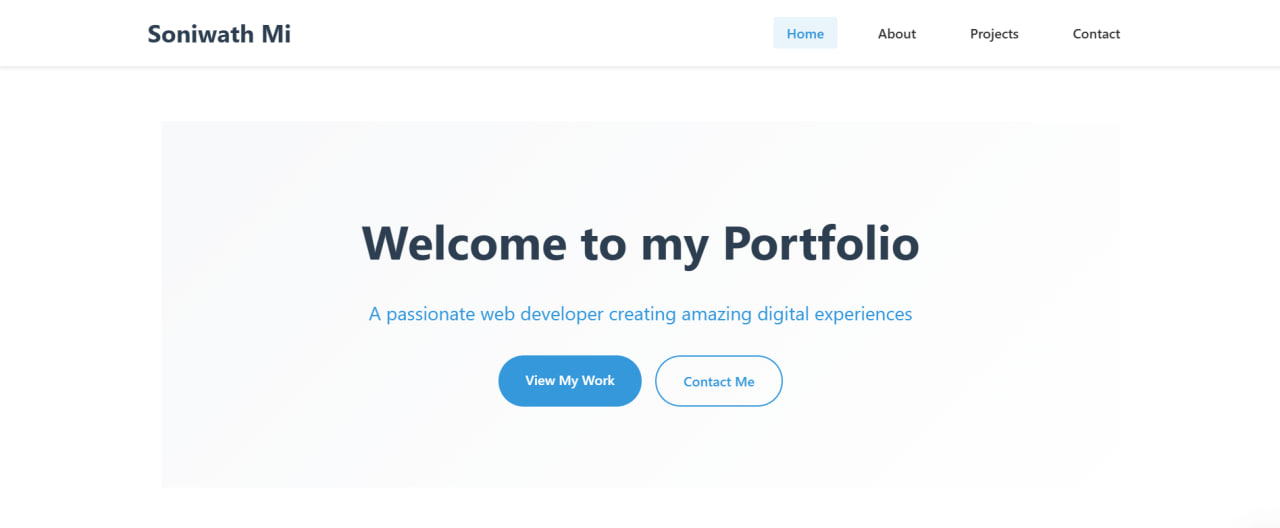 Soniwath Mi
Home About Projects Contact
Welcome to my Portfolio
A passionate web developer creating amazing digital experiences
View My Work Contact Me